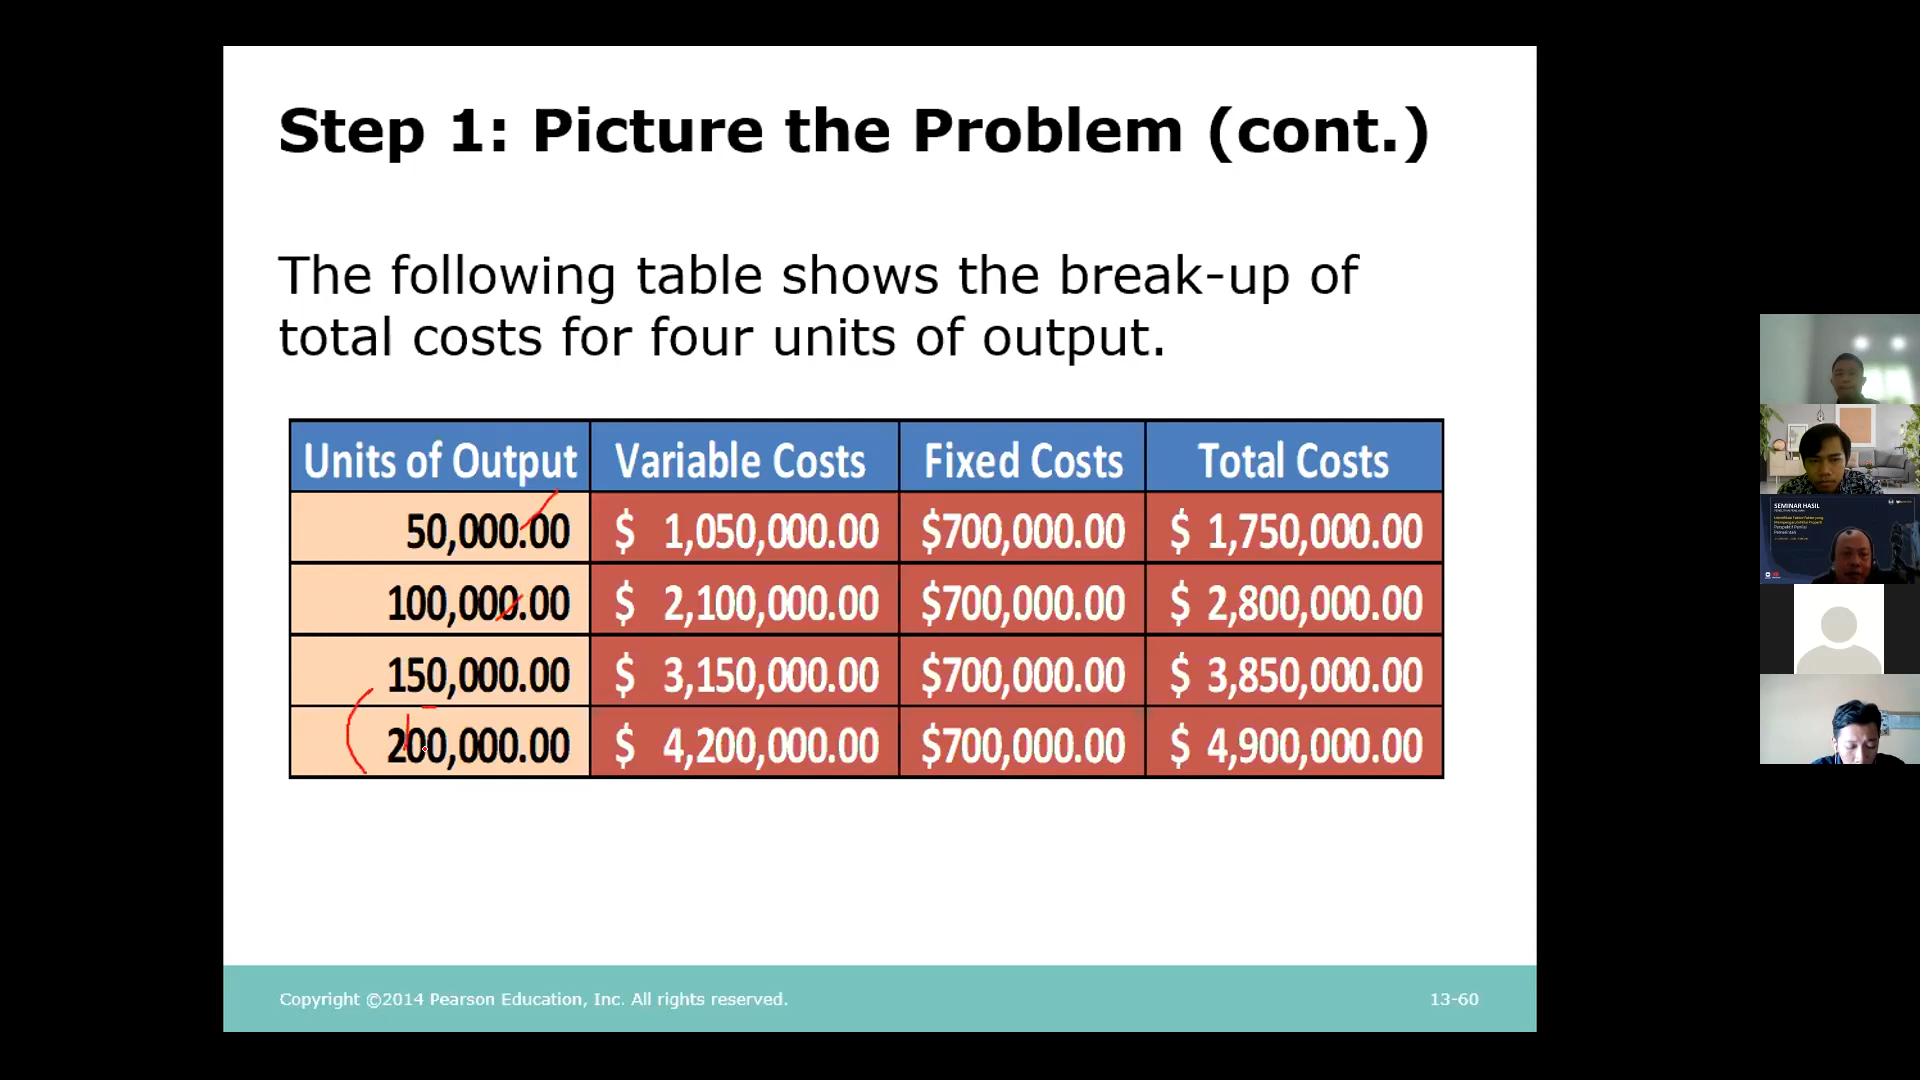 Step 1: Picture the Problem (cont.)
The following table shows the break-up of
total costs for four units of output.
Units of Output Variable Costs Fixed Costs Total Costs
50,000.00 $ 1,050,000.00 $700,000.00 $ 1,750,000.00
100,000.00 $ 2,100,000.00 $700,000.00 $ 2,800,000.00
150,000.00 $ 3,150,000.00 $700,000.00 $ 3,850,000.00
200,000.00 $ 4,200,000.00 $700,000.00 $ 4,900,000.00
Copyright ©2014 Pearson Education, Inc. All rights reserved.
13-60
SEMINAR HASIL